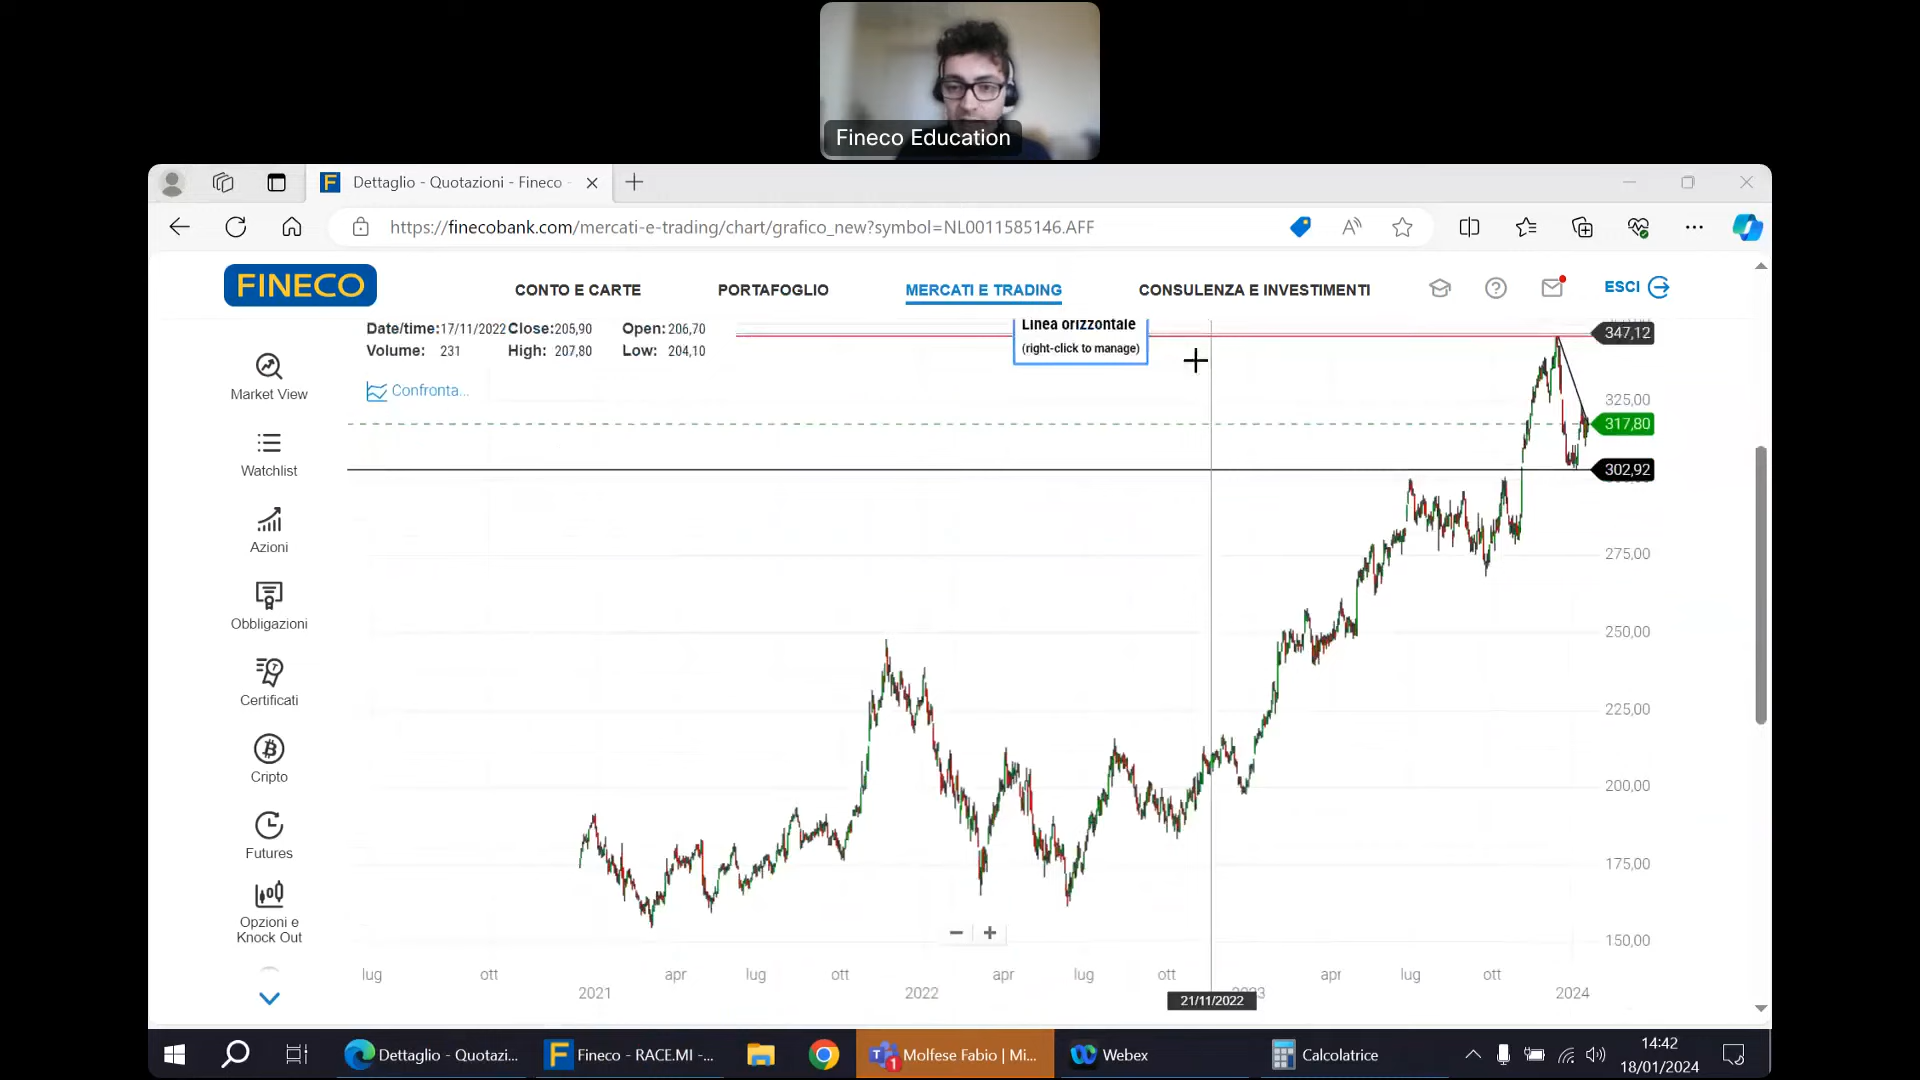 Fineco Education
Dettaglio - Quotazioni - Fineco -
https://finecobank.com/mercati-e-trading/chart/grafico_new?symbol=NL0011585146.AFF
FINECO
CONTO E CARTE
PORTAFOGLIO
MERCATI E TRADING
CONSULENZA E INVESTIMENTI
ESCI
Date/time:17/11/2022 Close:205,90 Open: 206,70
Volume: 231 High: 207,80 Low: 204,10
Confronta...
Linea orizzontale
(right-click to manage)
Market View
Watchlist
Azioni
Obbligazioni
Certificati
Cripto
Futures
Opzioni e
Knock Out
347,12
325,00
317,80
302,92
275,00
250,00
225,00
200,00
175,00
150,00
lug ott apr lug ott apr lug ott apr lug ott
2021 2022 2023 2024
21/11/2022
Dettaglio - Quotazi...
Fineco - RACE.MI -...
1
Molfese Fabio | Mi...
Webex
Calcolatrice
14:42
18/01/2024